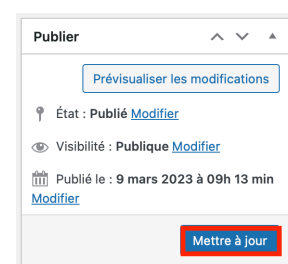 Publier
Prévisualiser les modifications
État : Publié Modifier
Visibilité : Publique Modifier
Publié le : 9 mars 2023 à 09h 13 min
Modifier
Mettre à jour